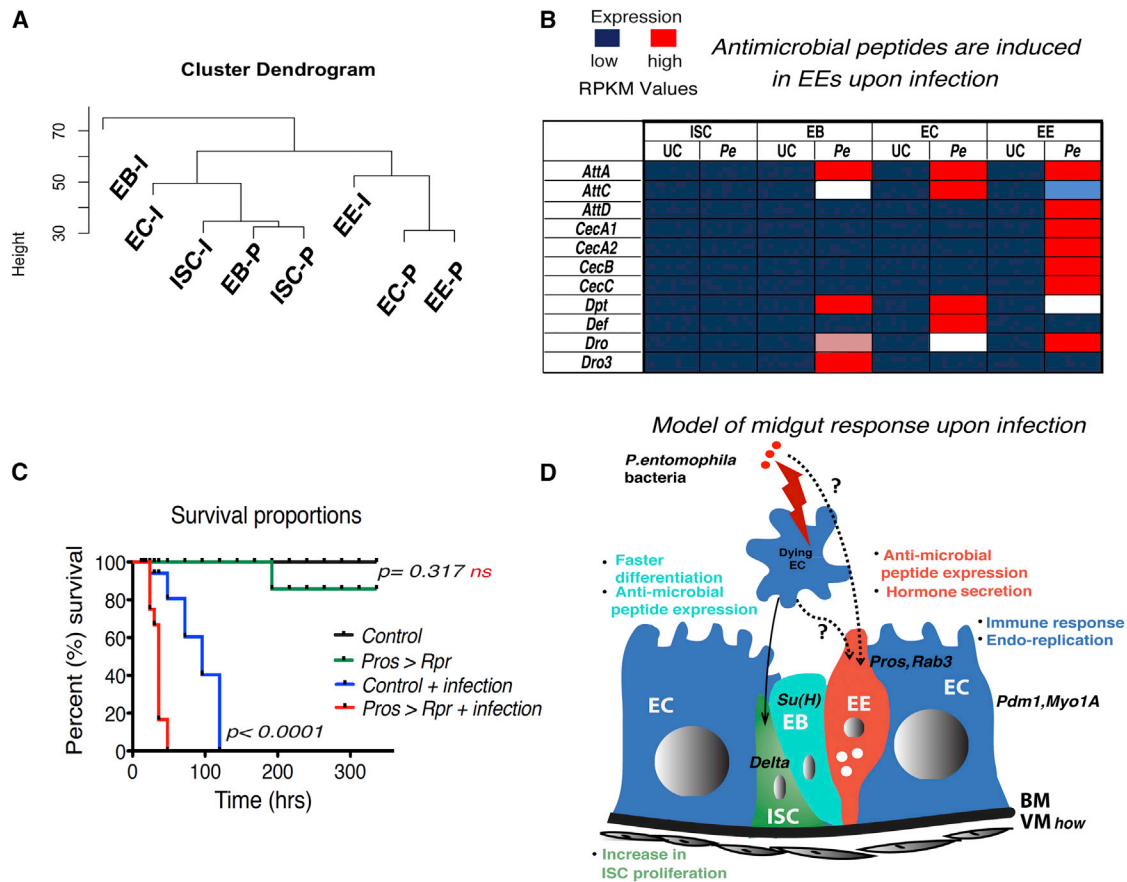 A
Cluster Dendrogram
Height
70
50
30
EB-I
EC-I
ISC-I
EB-P
ISC-P
EE-I
EC-P
EE-P
B
Expression
low high
RPKM Values
Antimicrobial peptides are induced
in EEs upon infection
ISC EB EC EE
UC Pe UC Pe UC Pe UC Pe
AttA
AttC
AttD
CecA1
CecA2
CecB
CecC
Dpt
Def
Dro
Dro3
C
Survival proportions
Percent (%) survival
100
80
60
40
20
0
0 100 200 300
Time (hrs)
p= 0.317 ns
Control
Pros > Rpr
Control + infection
Pros > Rpr + infection
p< 0.0001
Model of midgut response upon infection
D
P.entomophila
bacteria
?
Dying
EC
?
• Faster
differentiation
• Anti-microbial
peptide expression
• Anti-microbial
peptide expression
• Hormone secretion
• Immune response
• Endo-replication
EC
Su(H)
EB
Delta
ISC
Pros,Rab3
EE
EC
Pdm1,Myo1A
BM
VM how
• Increase in
ISC proliferation